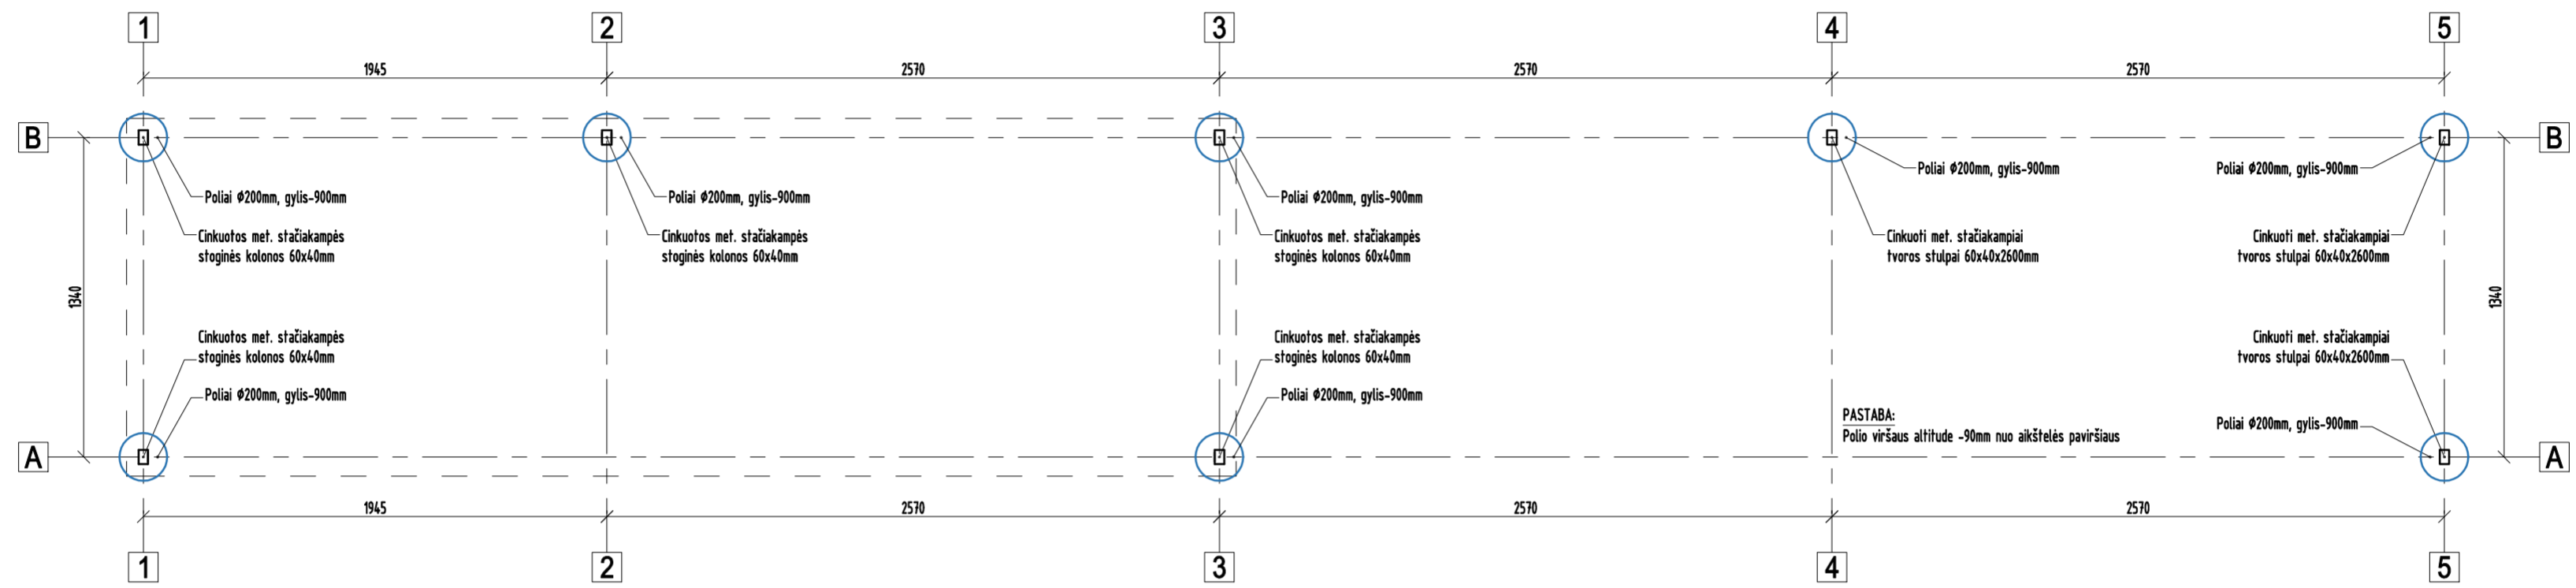 1 2 3 4 5
1945 2570 2570 2570
B B
Poliai Ø200mm, gylis-900mm Poliai Ø200mm, gylis-900mm
Poliai Ø200mm, gylis-900mm Poliai Ø200mm, gylis-900mm Poliai Ø200mm, gylis-900mm
Cinkuotos met. stačiakampės Cinkuotos met. stačiakampės Cinkuotos met. stačiakampės Cinkuoti met. stačiakampiai Cinkuoti met. stačiakampiai
stoginės kolonos 60x40mm stoginės kolonos 60x40mm stoginės kolonos 60x40mm tvoros stulpai 60x40x2600mm tvoros stulpai 60x40x2600mm
1340 1340
Cinkuotos met. stačiakampės Cinkuotos met. stačiakampės Cinkuoti met. stačiakampiai
stoginės kolonos 60x40mm stoginės kolonos 60x40mm tvoros stulpai 60x40x2600mm
Poliai Ø200mm, gylis-900mm Poliai Ø200mm, gylis-900mm
PASTABA:
Polio viršaus altitude -90mm nuo aikštelės paviršiaus
Poliai Ø200mm, gylis-900mm
A A
1945 2570 2570 2570
1 2 3 4 5